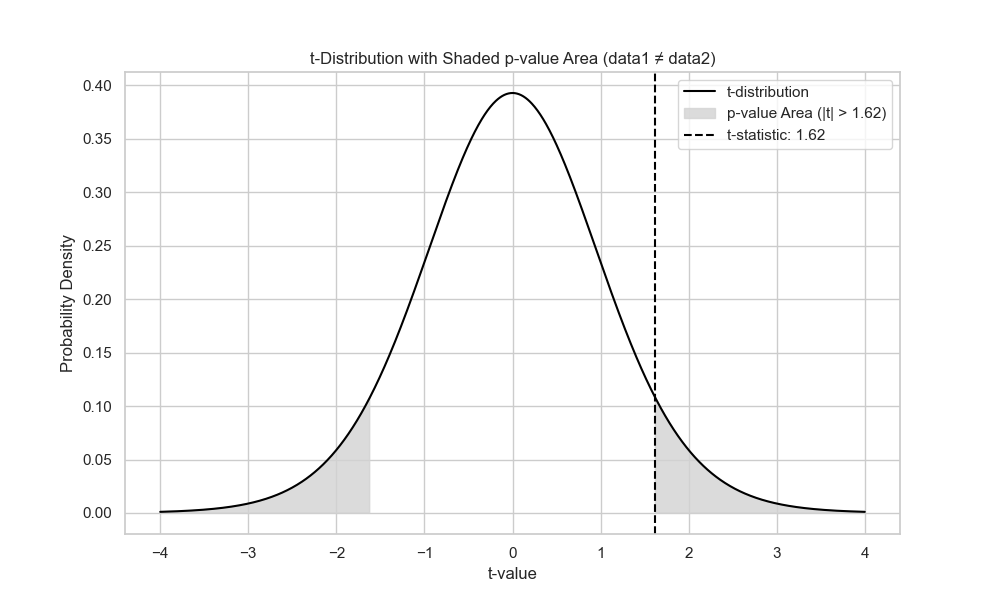 t-Distribution with Shaded p-value Area (data1 ≠ data2)
t-distribution
p-value Area (|t| > 1.62)
t-statistic: 1.62
Probability Density
0.40
0.35
0.30
0.25
0.20
0.15
0.10
0.05
0.00
−4 −3 −2 −1 0 1 2 3 4
t-value